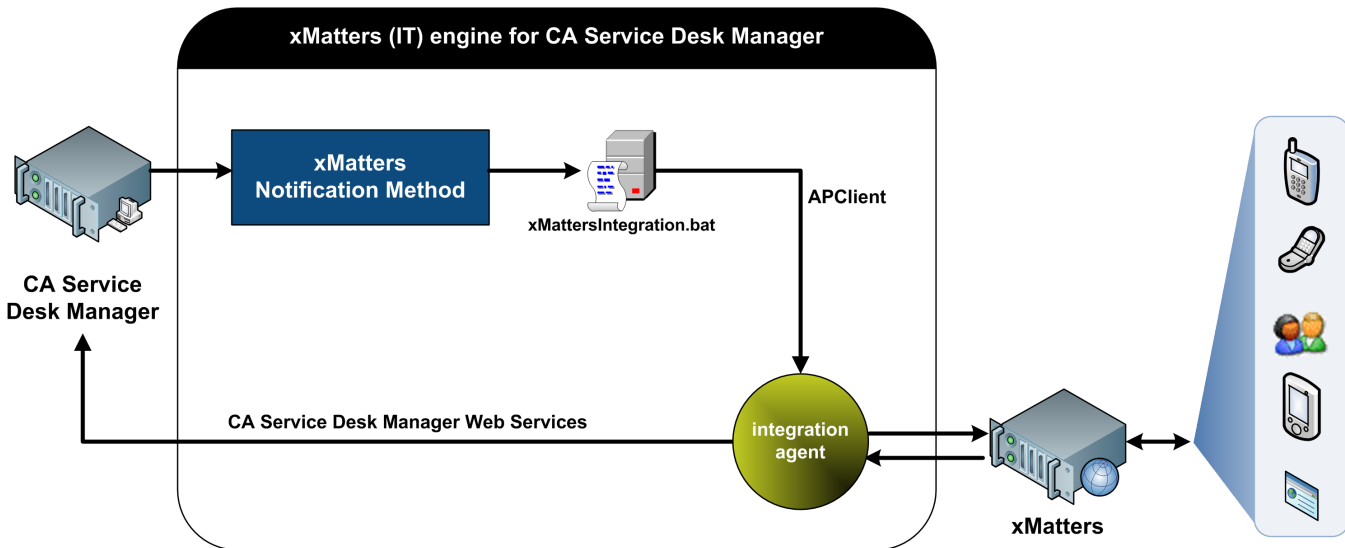 xMatters (IT) engine for CA Service Desk Manager
xMatters
Notification Method
xMattersIntegration.bat
APClient
CA Service
Desk Manager
CA Service Desk Manager Web Services
integration
agent
xMatters